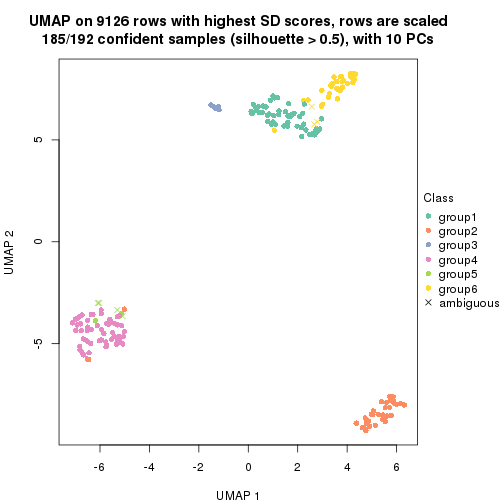 UMAP on 9126 rows with highest SD scores, rows are scaled
185/192 confident samples (silhouette > 0.5), with 10 PCs
5
0
-5
UMAP 2
-6 -4 -2 0 2 4 6
UMAP 1
Class
group1
group2
group3
group4
group5
group6
ambiguous